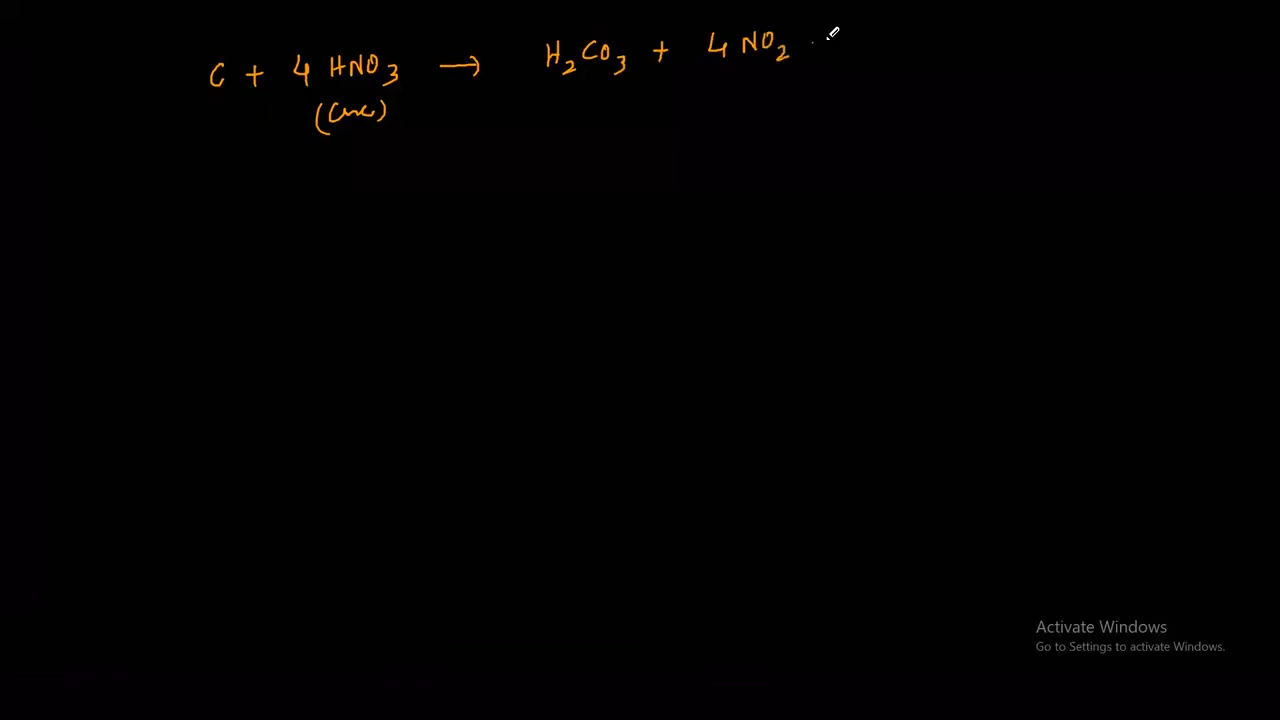 C + 4 HNO3 → H2CO3 + 4 NO2
(conc)
Activate Windows
Go to Settings to activate Windows.